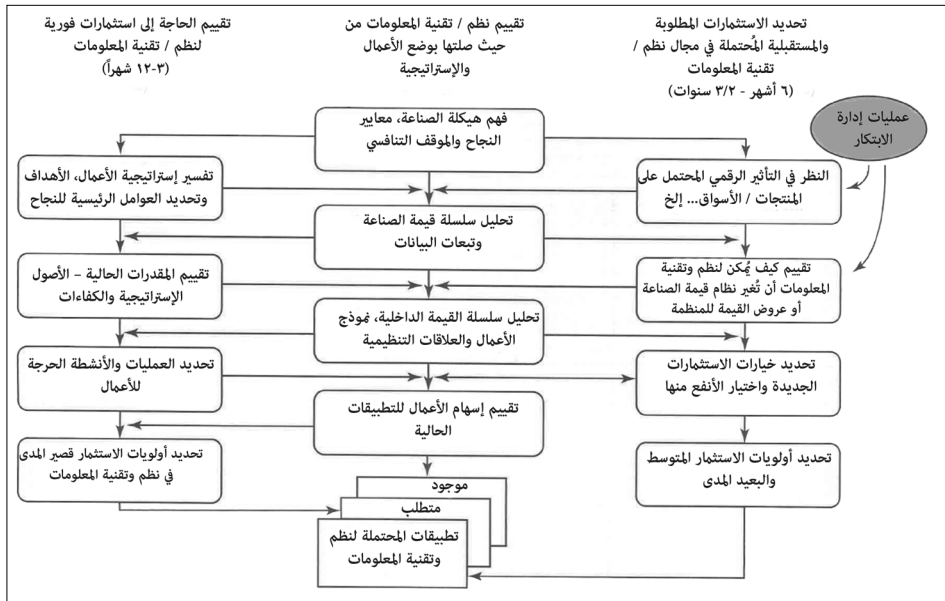 تحديد الاستثمارات المطلوبة
والمستقبلية المُحتملة في مجال نظم /
تقنية المعلومات
(٦ أشهر - ٣/٢ سنوات)
تقييم نظم / تقنية المعلومات من
حيث صلتها بوضع الأعمال
والإستراتيجية
تقييم الحاجة إلى استثمارات فورية
لنظم / تقنية المعلومات
(٣-١٢ شهراً)
عمليات إدارة
الابتكار
فهم هيكلة الصناعة، معايير
النجاح والموقف التنافسي
النظر في التأثير الرقمي المحتمل على
المنتجات / الأسواق... إلخ
تفسير إستراتيجية الأعمال، الأهداف
وتحديد العوامل الرئيسية للنجاح
تحليل سلسلة قيمة الصناعة
وتبعات البيانات
تقييم كيف يُمكن لنظم وتقنية
المعلومات أن تُغير نظام قيمة الصناعة
أو عروض القيمة للمنظمة
تقييم المقدرات الحالية – الأصول
الإستراتيجية والكفاءات
تحليل سلسلة القيمة الداخلية، نموذج
الأعمال والعلاقات التنظيمية
تحديد خيارات الاستثمارات
الجديدة واختيار الأنفع منها
تحديد العمليات والأنشطة الحرجة
للأعمال
تقييم إسهام الأعمال للتطبيقات
الحالية
تحديد أولويات الاستثمار المتوسط
والبعيد المدى
تحديد أولويات الاستثمار قصير المدى
في نظم وتقنية المعلومات
موجود
متطلب
تطبيقات المحتملة لنظم
وتقنية المعلومات